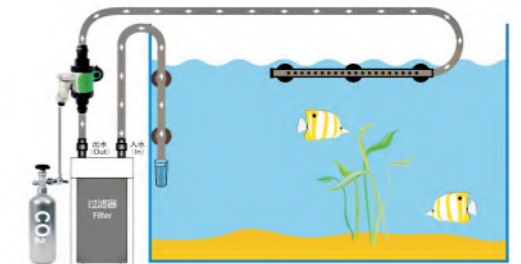 出水
(Out)
入水
(In)
过滤器
Filter
CO2